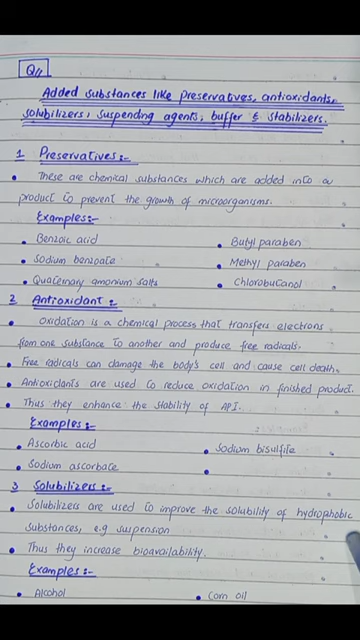 Q11
Added substances like preservatives, antioxidants,
solubilizers, suspending agents, buffer & stabilizers.
1 Preservatives:-
• These are chemical substances which are added into a
product to prevent the growth of microorganisms.
Examples:-
• Benzoic acid • Butyl paraben
• Sodium benzoate • Methyl paraben
• Quaternary amonium salts • Chlorobutanol
2 Antioxidant:-
• Oxidation is a chemical process that transfers electrons
from one substance to another and produce free radicals.
• Free radicals can damage the body's cell and cause cell death.
• Antioxidants are used to reduce oxidation in finished product.
• Thus they enhance the stability of API.
Examples:-
• Ascorbic acid • Sodium bisulfite
• Sodium ascorbate •
3 Solubilizers:-
• Solubilizers are used to improve the solubility of hydrophobic
substances, e.g suspension
• Thus they increase bioavailability.
Examples:-
• Alcohol • Corn oil